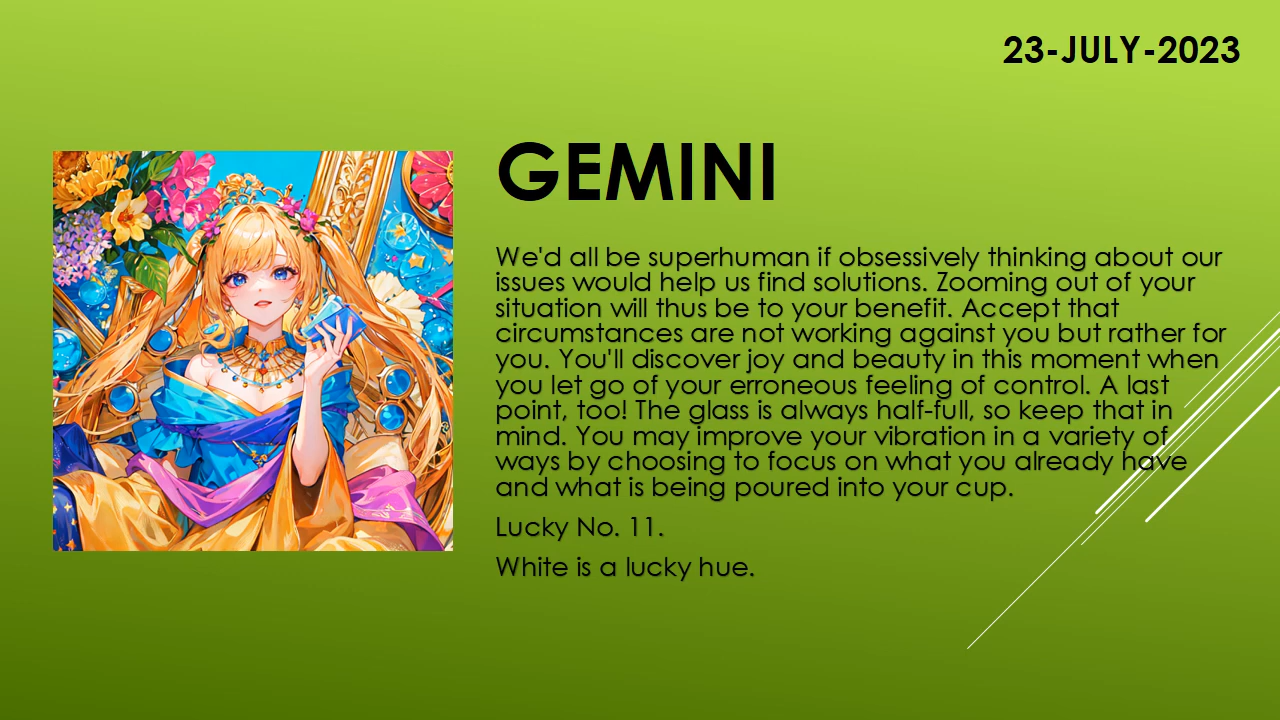 23-JULY-2023
GEMINI
We'd all be superhuman if obsessively thinking about our
issues would help us find solutions. Zooming out of your
situation will thus be to your benefit. Accept that
circumstances are not working against you but rather for
you. You'll discover joy and beauty in this moment when
you let go of your erroneous feeling of control. A last
point, too! The glass is always half-full, so keep that in
mind. You may improve your vibration in a variety of
ways by choosing to focus on what you already have
and what is being poured into your cup.
Lucky No. 11.
White is a lucky hue.